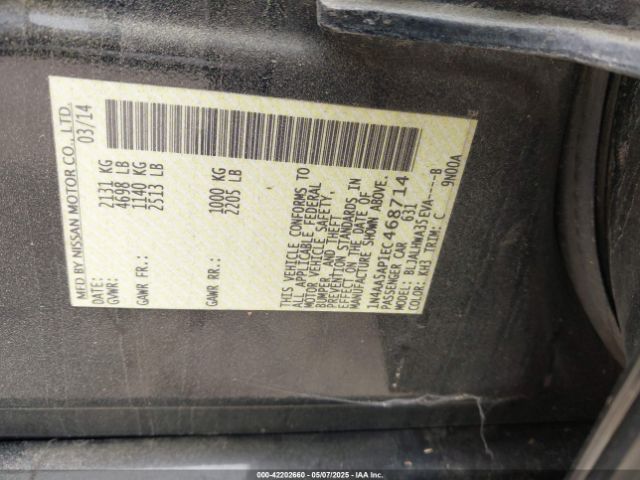 MFD BY NISSAN MOTOR CO., LTD.
DATE: 03/14
GVWR: 2131 KG
4698 LB
GAWR FR: 1140 KG
2513 LB
GAWR RR: 1000 KG
2205 LB
THIS VEHICLE CONFORMS TO
ALL APPLICABLE FEDERAL
MOTOR VEHICLE SAFETY,
BUMPER, AND THEFT
PREVENTION STANDARDS IN
EFFECT ON THE DATE OF
MANUFACTURE SHOWN ABOVE.
1N4AA5AP1EC468714
PASSENGER CAR 631
MODEL: BLJALHWA35EVA----B
COLOR: KH3 TRIM: C 9N00A
000-42202660 - 05/07/2025 - IAAI.COM